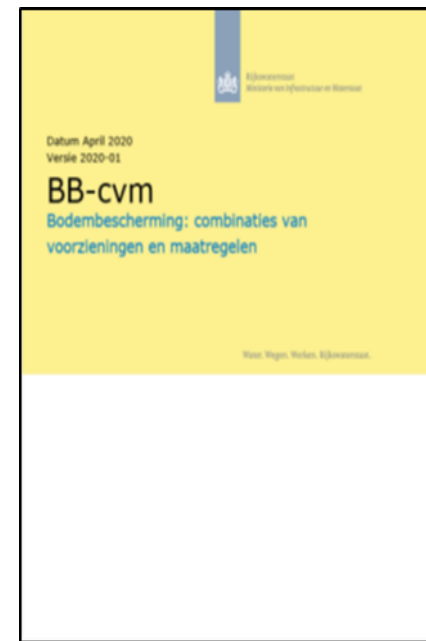 Rijkswaterstaat
Ministerie van Infrastructuur en Waterstaat
Datum April 2020
Versie 2020-01
BB-cvm
Bodembescherming: combinaties van
voorzieningen en maatregelen
Water. Wegen. Werken. Rijkswaterstaat.